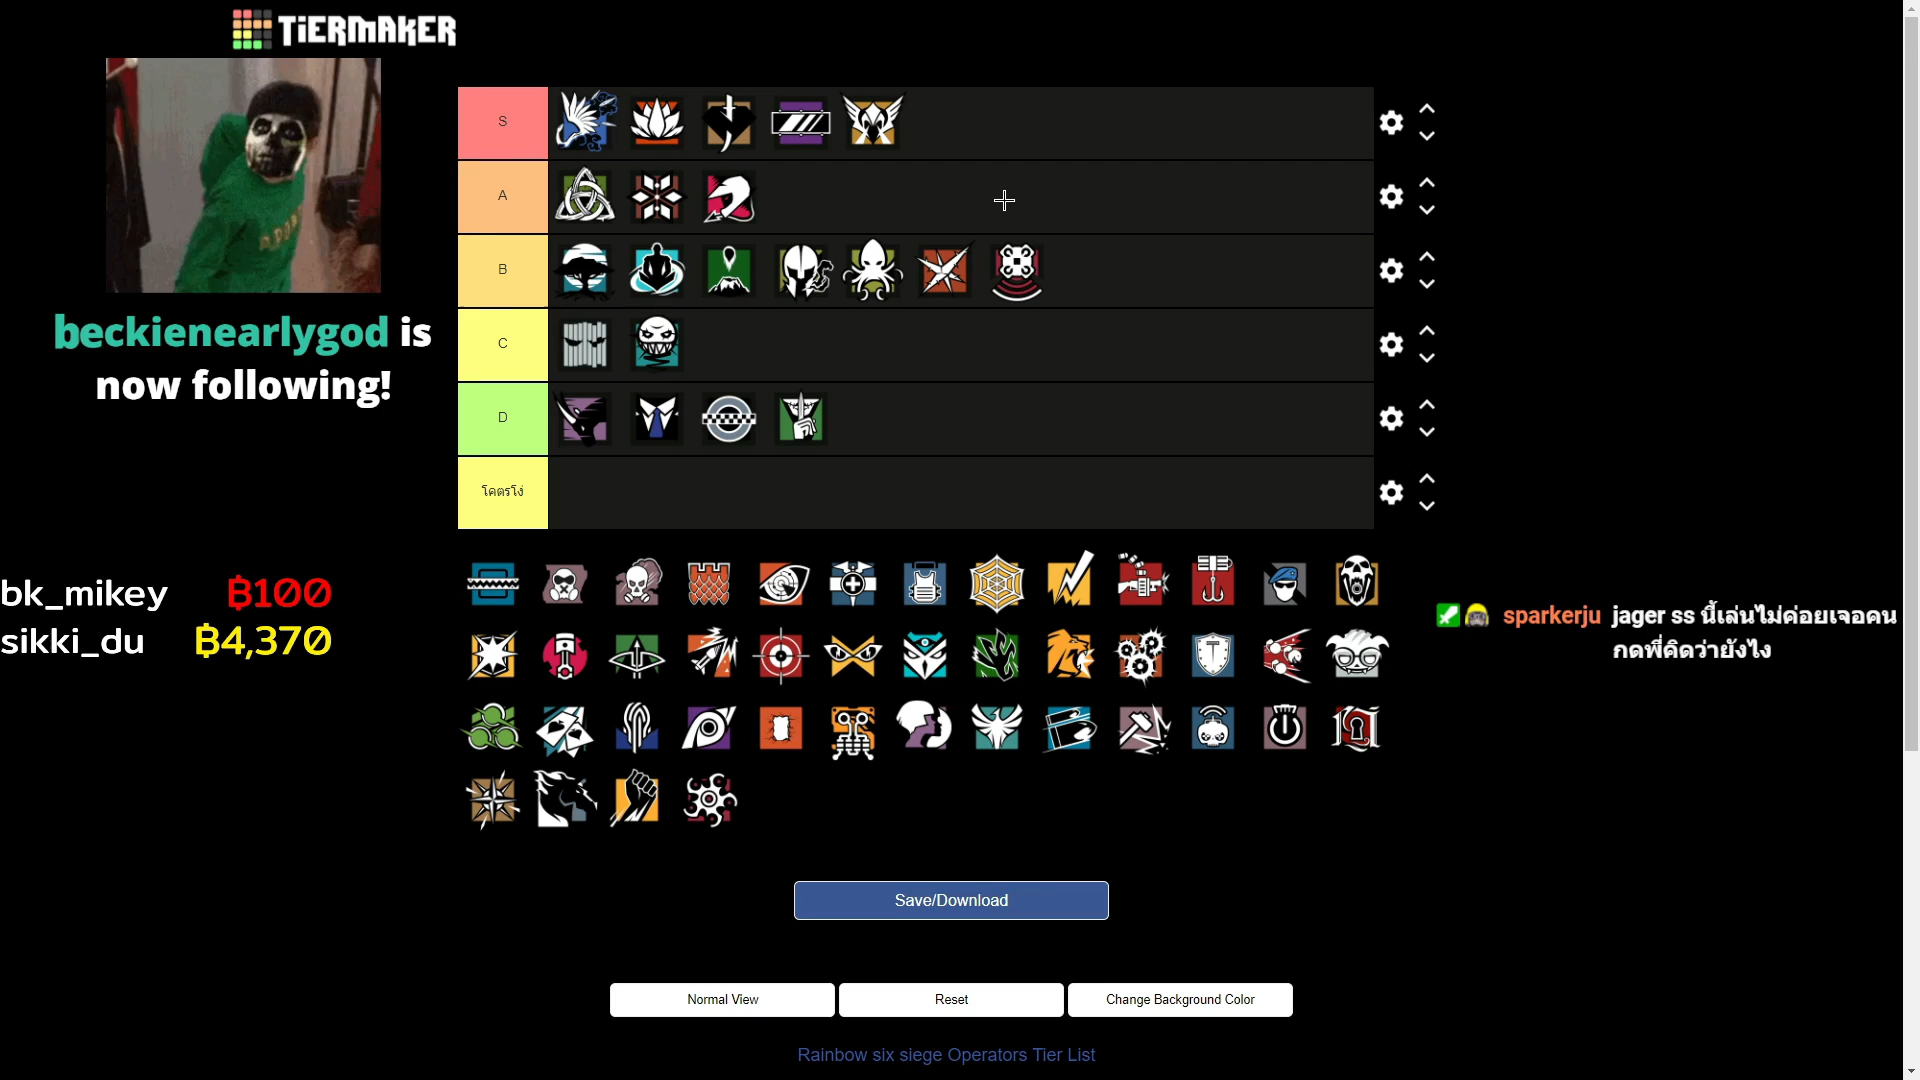 TiERMAKER
S
A
B
C
D
โคตรโง่
beckienearlygod is
now following!
bk_mikey ฿100
sikki_du ฿4,370
sparkerju jager ss นี้เล่นไม่ค่อยเจอคน
กดพี่คิดว่ายังไง
Save/Download
Normal View
Reset
Change Background Color
Rainbow six siege Operators Tier List